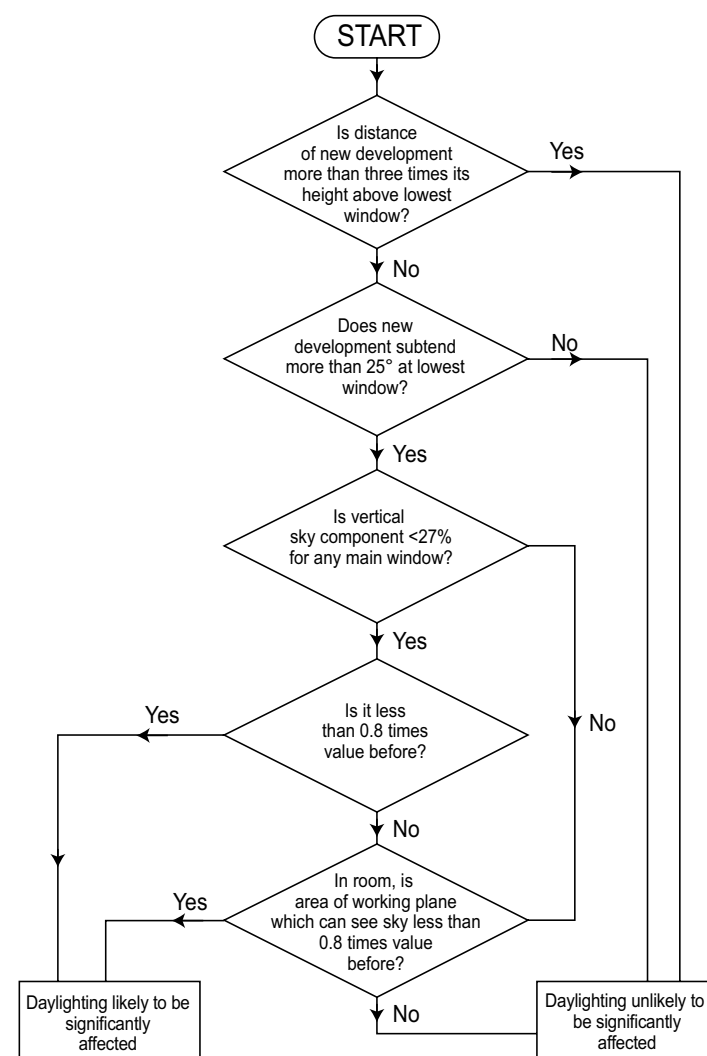 START
Is distance
of new development
more than three times its
height above lowest
window?
Yes
No
Does new
development subtend
more than 25° at lowest
window?
No
Yes
Is vertical
sky component <27%
for any main window?
Yes
No
Is it less
than 0.8 times
value before?
Yes
No
In room, is
area of working plane
which can see sky less than
0.8 times value
before?
Yes
No
Daylighting likely to be
significantly
affected
Daylighting unlikely to
be significantly
affected